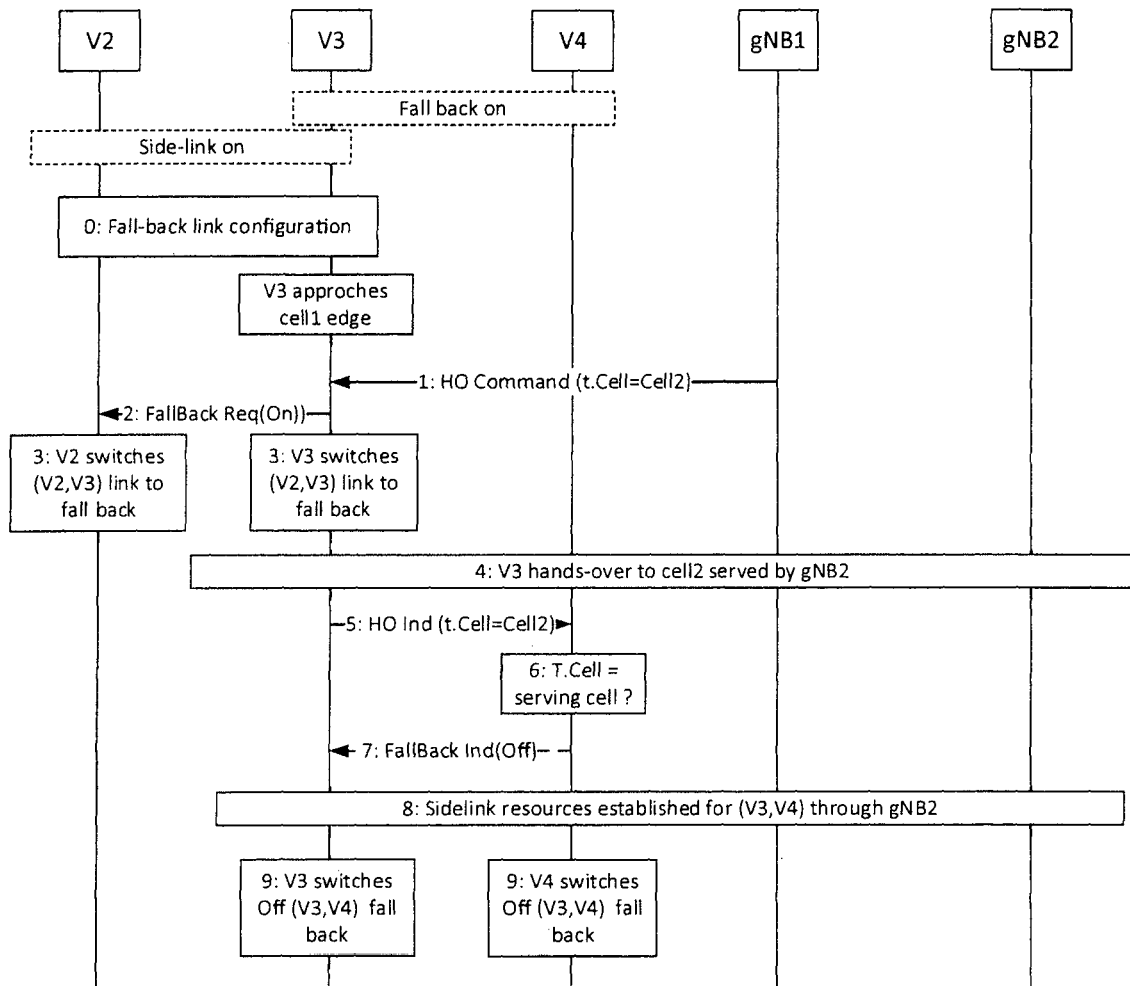 V2
V3
V4
gNB1
gNB2
Fall back on
Side-link on
0: Fall-back link configuration
V3 approches
cell1 edge
1: HO Command (t.Cell=Cell2)
2: FallBack Req(On))
3: V2 switches
(V2,V3) link to
fall back
3: V3 switches
(V2,V3) link to
fall back
4: V3 hands-over to cell2 served by gNB2
5: HO Ind (t.Cell=Cell2)
6: T.Cell =
serving cell ?
7: FallBack Ind(Off)
8: Sidelink resources established for (V3,V4) through gNB2
9: V3 switches
Off (V3,V4) fall
back
9: V4 switches
Off (V3,V4) fall
back